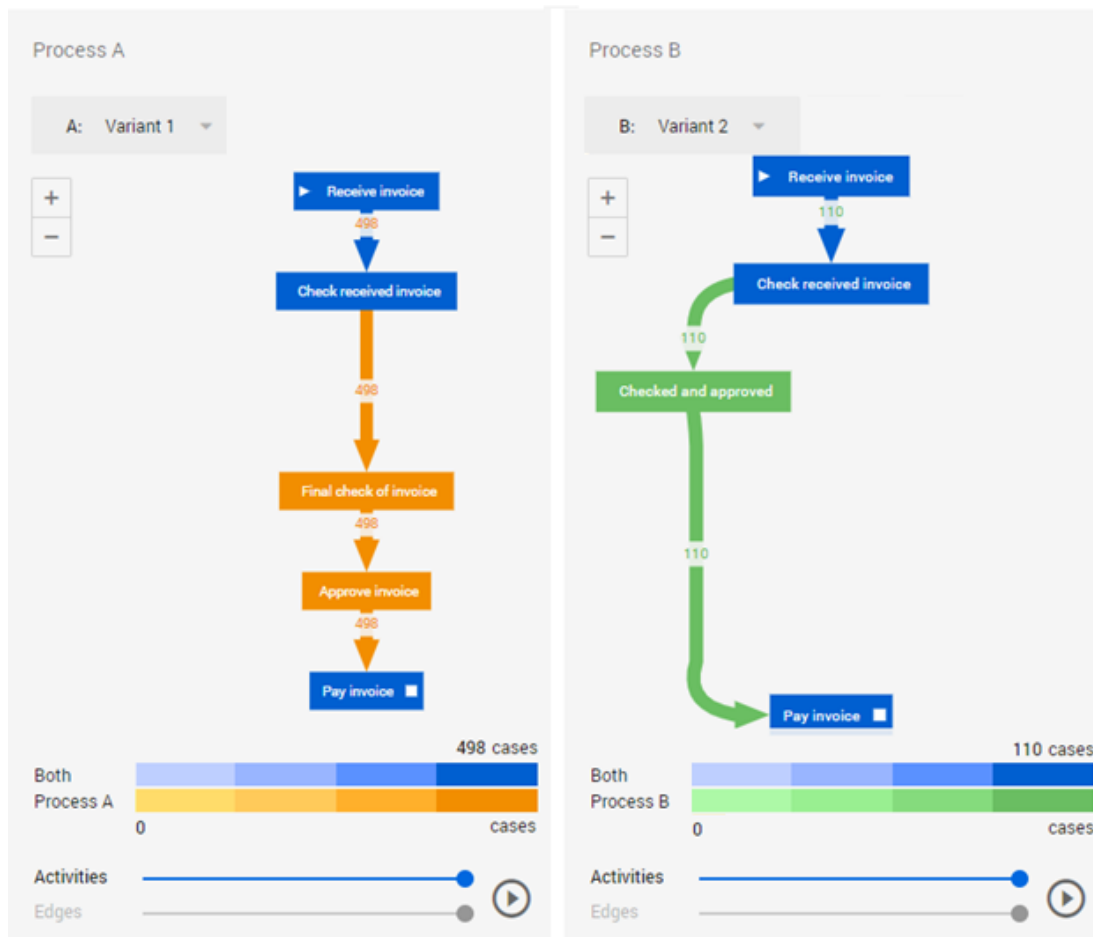 Process A
A: Variant 1
+
−
Receive invoice
498
Check received invoice
498
Final check of invoice
498
Approve invoice
498
Pay invoice
498 cases
Both
Process A
0 cases
Activities
Edges
Process B
B: Variant 2
+
−
Receive invoice
110
Check received invoice
110
Checked and approved
110
Pay invoice
110 cases
Both
Process B
0 cases
Activities
Edges